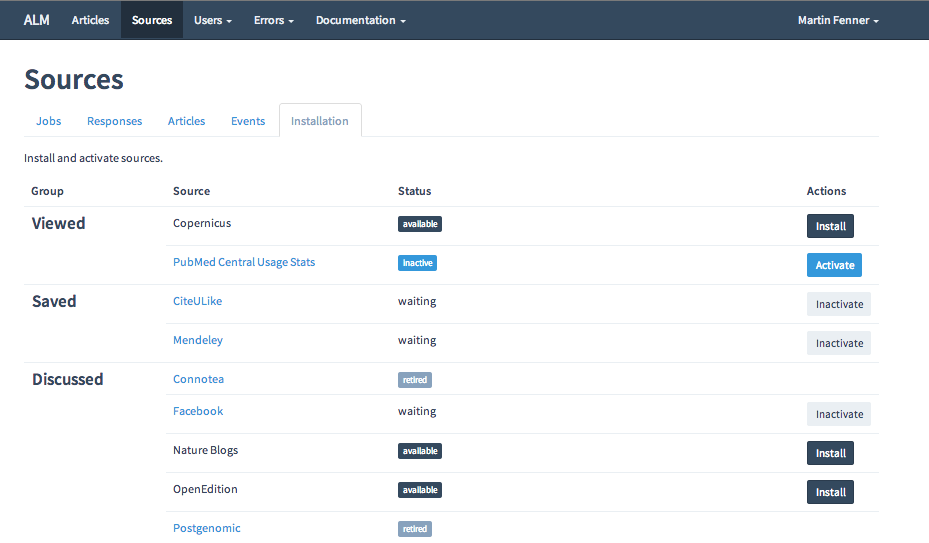 ALM Articles Sources Users Errors Documentation Martin Fenner
Sources
Jobs Responses Articles Events Installation
Install and activate sources.
Group Source Status Actions
Viewed Copernicus available Install
PubMed Central Usage Stats inactive Activate
Saved CiteULike waiting Inactivate
Mendeley waiting Inactivate
Discussed Connotea retired
Facebook waiting Inactivate
Nature Blogs available Install
OpenEdition available Install
Postgenomic retired